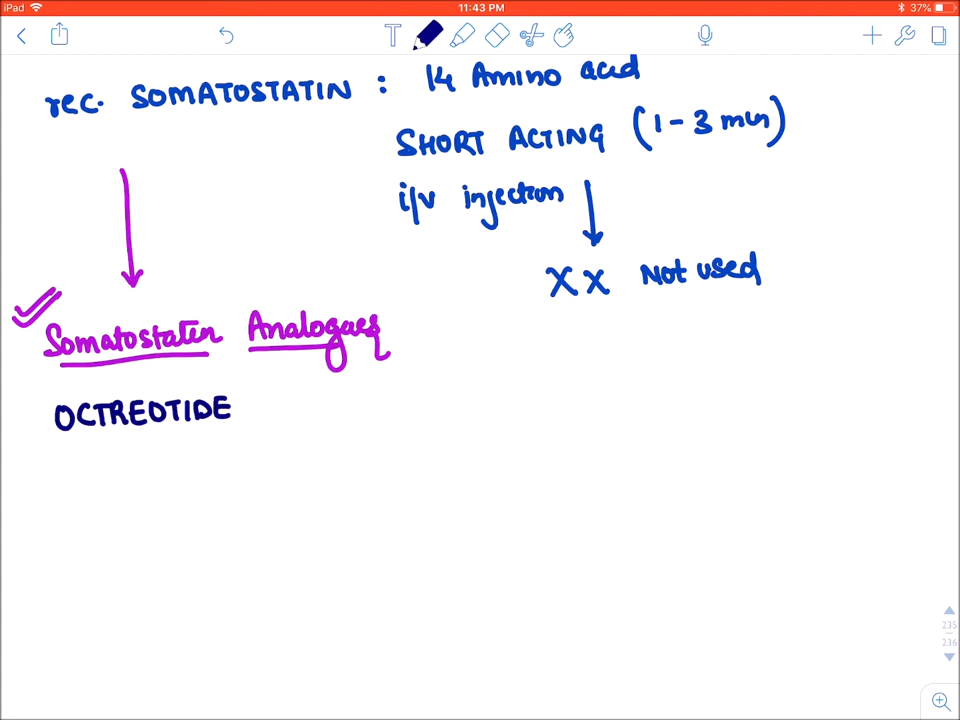 iPad 11:43 PM 37%
T
rec. SOMATOSTATIN : 14 Amino acid
SHORT ACTING (1-3 min)
i/v injection
XX Not used
Somatostatin Analogues
OCTREOTIDE
235
236